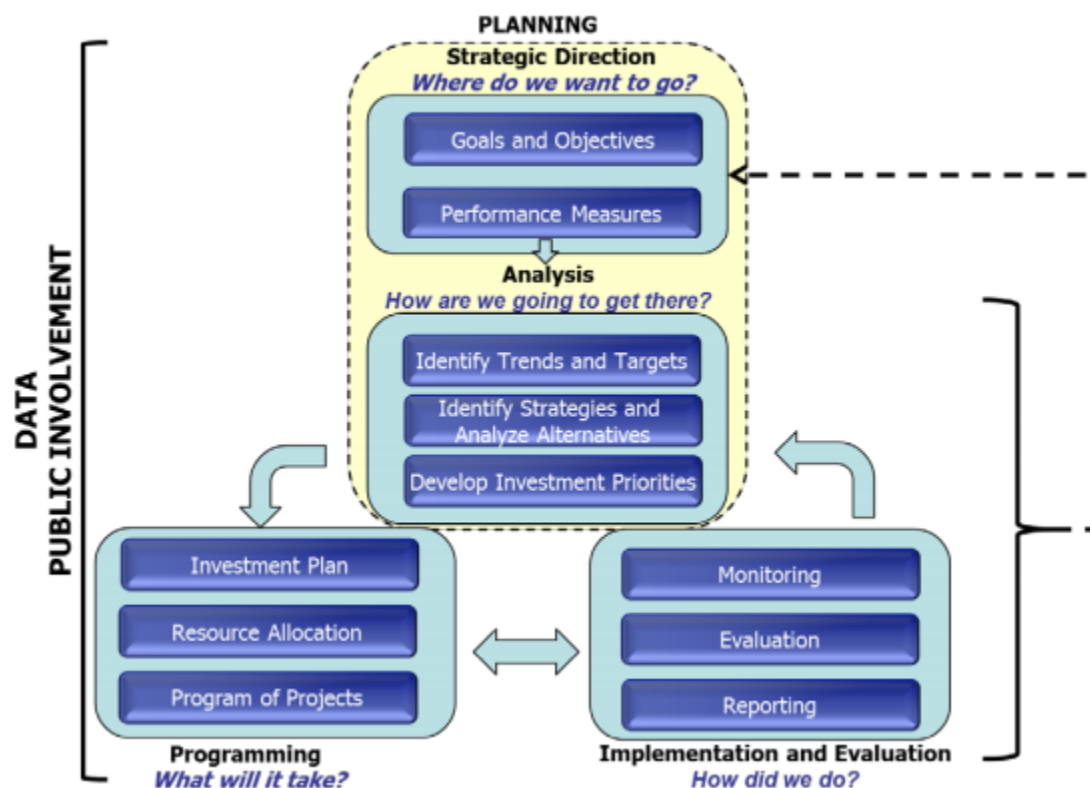 PLANNING
Strategic Direction
Where do we want to go?
Goals and Objectives
Performance Measures
Analysis
How are we going to get there?
Identify Trends and Targets
Identify Strategies and
Analyze Alternatives
Develop Investment Priorities
DATA
PUBLIC INVOLVEMENT
Investment Plan
Resource Allocation
Program of Projects
Programming
What will it take?
Monitoring
Evaluation
Reporting
Implementation and Evaluation
How did we do?